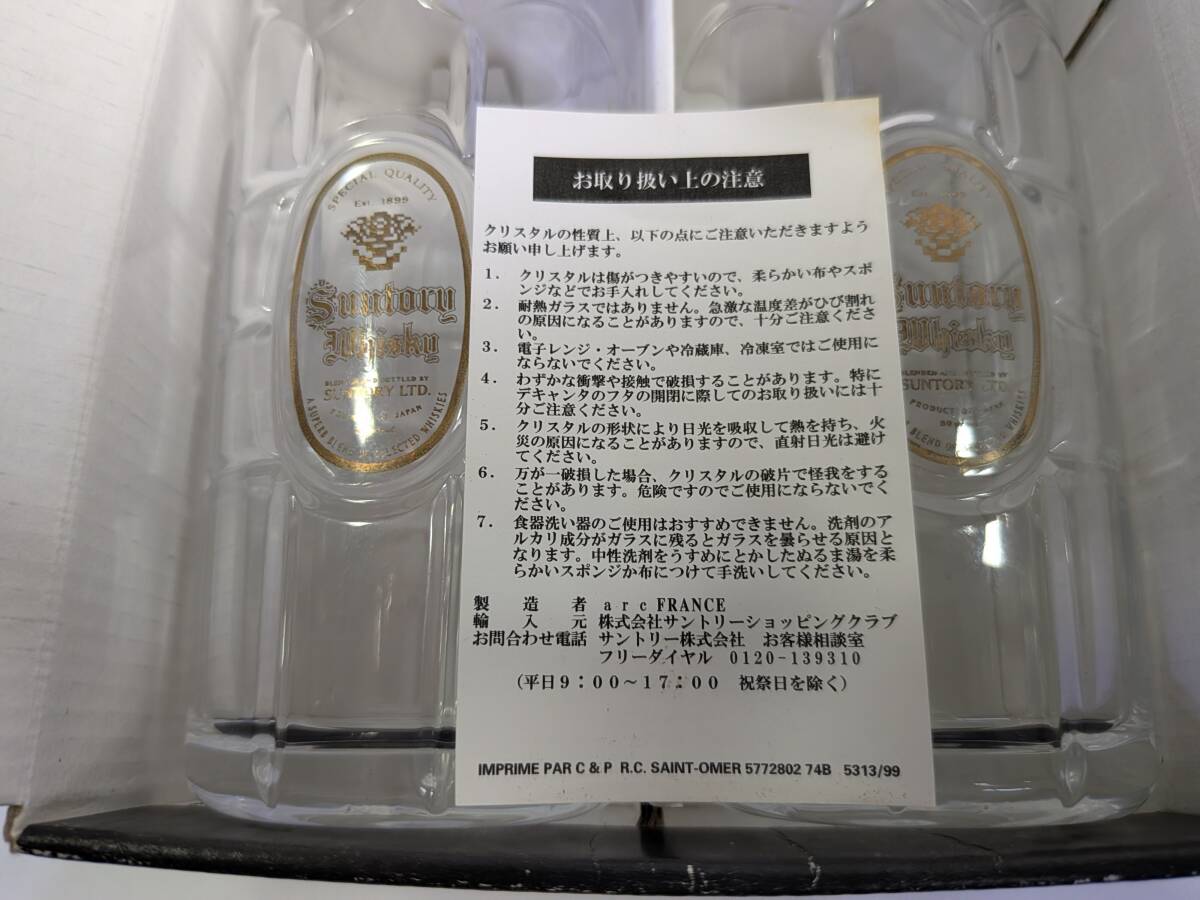 お取り扱い上の注意
クリスタルの性質上、以下の点にご注意いただきますよう
お願い申し上げます。
1. クリスタルは傷がつきやすいので、柔らかい布やスポ
ンジなどでお手入れしてください。
2. 耐熱ガラスではありません。急激な温度差がひび割れ
の原因になることがありますので、十分ご注意くださ
い。
3. 電子レンジ・オーブンや冷蔵庫、冷凍室ではご使用に
ならないでください。
4. わずかな衝撃や接触で破損することがあります。特に
デキャンタのフタの開閉に際してのお取り扱いには十
分ご注意ください。
5. クリスタルの形状により日光を吸収して熱を持ち、火
災の原因になることがありますので、直射日光は避け
てください。
6. 万が一破損した場合、クリスタルの破片で怪我をする
ことがあります。危険ですのでご使用にならないでく
ださい。
7. 食器洗い器のご使用はおすすめできません。洗剤のア
ルカリ成分がガラスに残るとガラスを曇らせる原因と
なります。中性洗剤をうすめにとかしたぬるま湯を柔
らかいスポンジか布につけて手洗いしてください。
製造者 arc FRANCE
輸入元 株式会社サントリーショッピングクラブ
お問合わせ電話 サントリー株式会社 お客様相談室
フリーダイヤル 0120-139310
(平日9:00〜17:00 祝祭日を除く)
IMPRIME PAR C & P R.C. SAINT-OMER 5772802 74B 5313/99
SPECIAL QUALITY
Est. 1899
Suntory
Whisky
BLENDED AND BOTTLED BY
SUNTORY LTD.
JAPAN
A SUPERB BLEND OF SELECTED WHISKIES
Suntory
Whisky
BLENDED AND BOTTLED BY
SUNTORY LTD
PRODUCT OF JAPAN
BLEND OF SELECTED WHISKIES